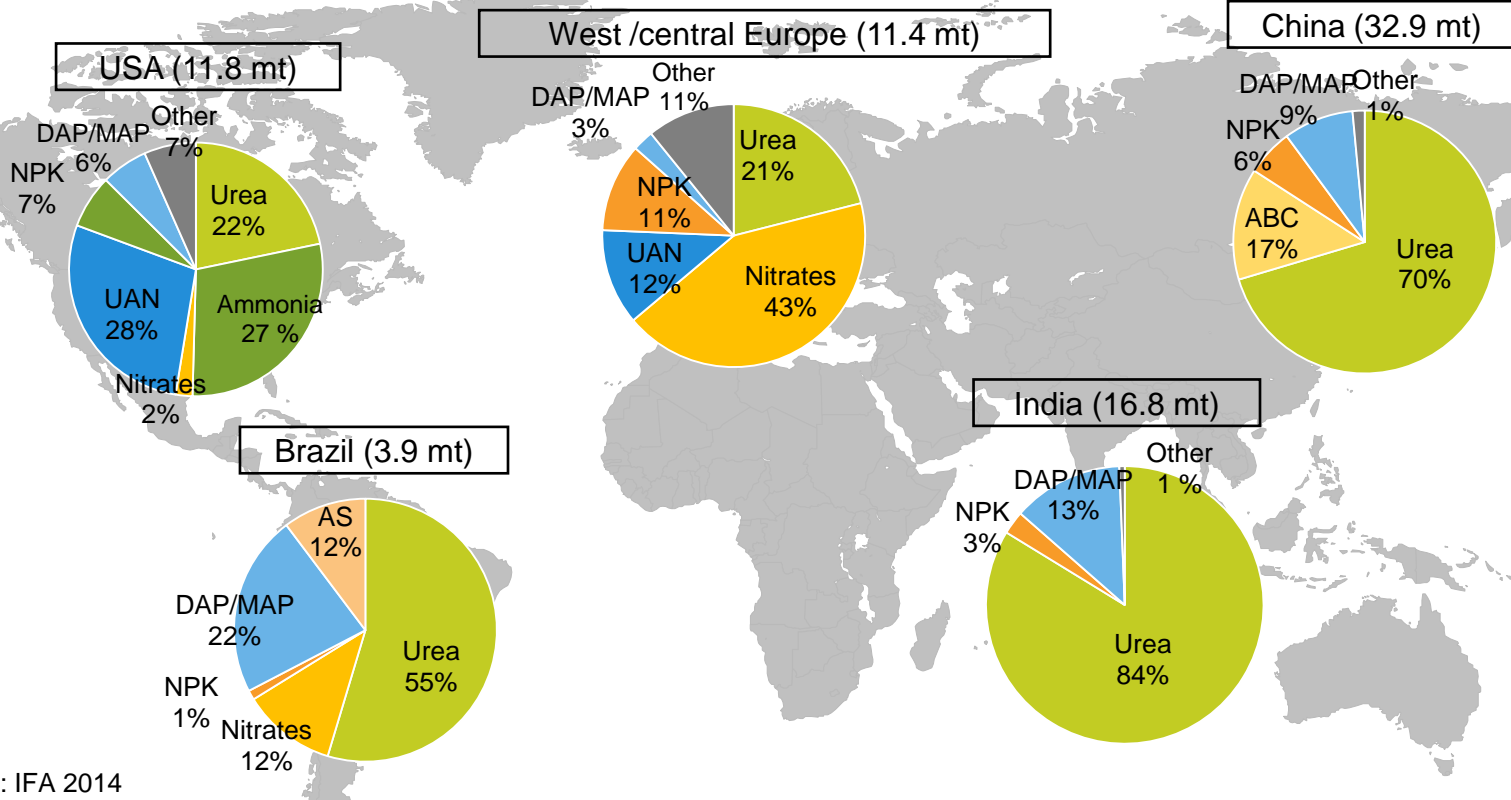 USA (11.8 mt)
Other
7%
DAP/MAP
6%
NPK
7%
Urea
22%
UAN
28%
Ammonia
27 %
Nitrates
2%
West /central Europe (11.4 mt)
Other
11%
DAP/MAP
3%
Urea
21%
NPK
11%
UAN
12%
Nitrates
43%
China (32.9 mt)
DAP/MAP
9%
Other
1%
NPK
6%
ABC
17%
Urea
70%
Brazil (3.9 mt)
AS
12%
DAP/MAP
22%
Urea
55%
NPK
1%
Nitrates
12%
India (16.8 mt)
Other
1 %
DAP/MAP
13%
NPK
3%
Urea
84%
: IFA 2014